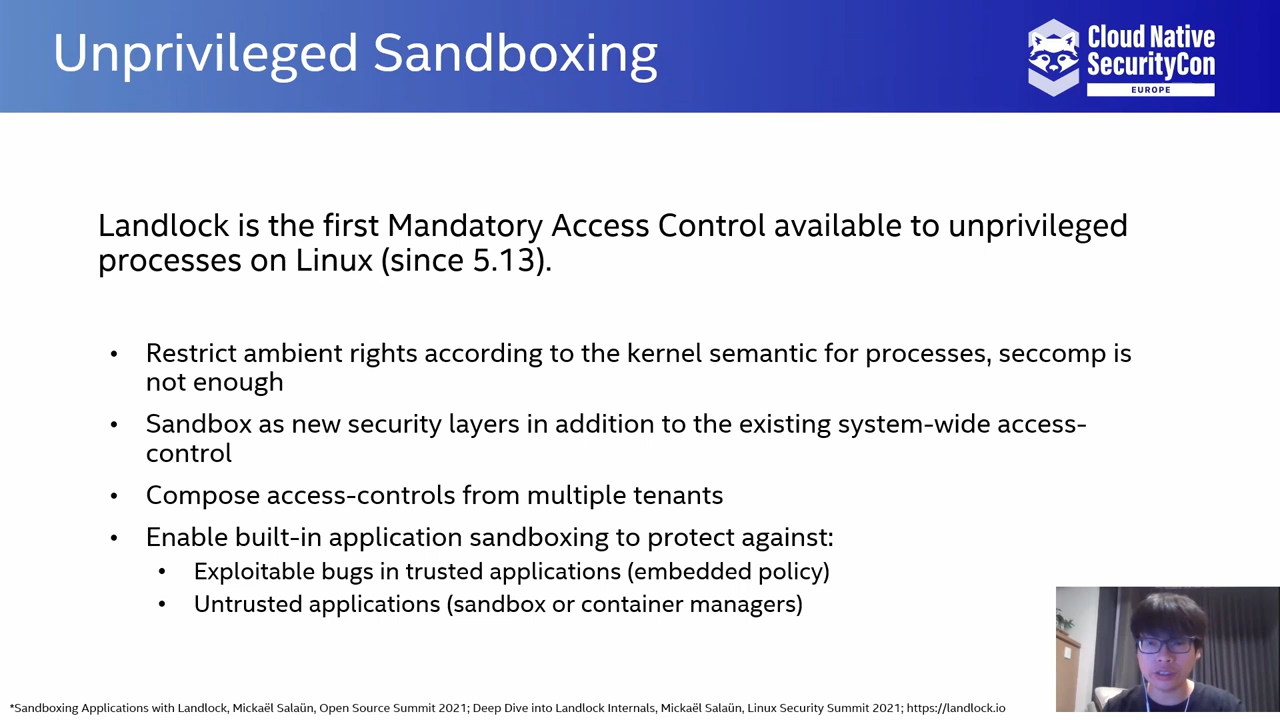 Unprivileged Sandboxing
Cloud Native
SecurityCon
EUROPE
Landlock is the first Mandatory Access Control available to unprivileged
processes on Linux (since 5.13).
• Restrict ambient rights according to the kernel semantic for processes, seccomp is
not enough
• Sandbox as new security layers in addition to the existing system-wide access-
control
• Compose access-controls from multiple tenants
• Enable built-in application sandboxing to protect against:
• Exploitable bugs in trusted applications (embedded policy)
• Untrusted applications (sandbox or container managers)
*Sandboxing Applications with Landlock, Mickaël Salaün, Open Source Summit 2021; Deep Dive into Landlock Internals, Mickaël Salaün, Linux Security Summit 2021; https://landlock.io